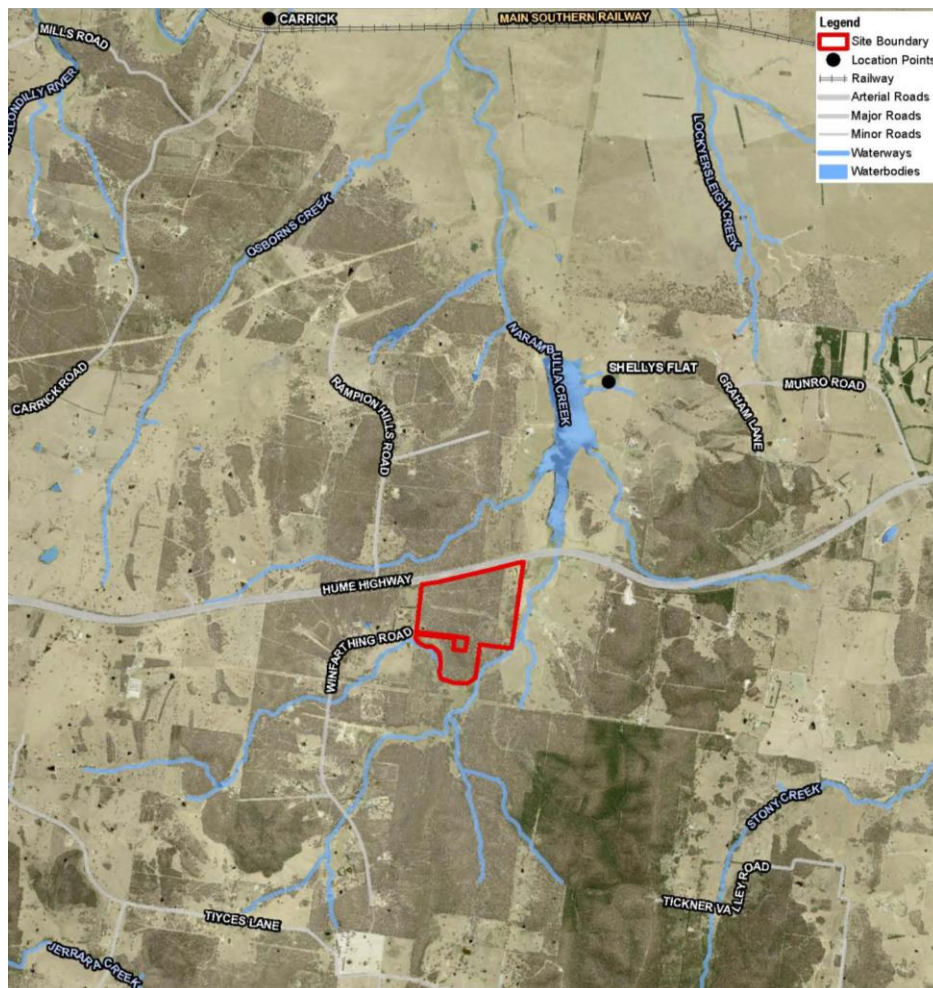 CARRICK
MAIN SOUTHERN RAILWAY
Legend
Site Boundary
Location Points
Railway
Arterial Roads
Major Roads
Minor Roads
Waterways
Waterbodies
MILLS ROAD
RIVER
OSBORNS CREEK
LOCKYERSLEIGH CREEK
CARRICK ROAD
RAMPION HILLS ROAD
NARAMBULLA CREEK
SHELLYS FLAT
GRAHAM LANE
MUNRO ROAD
HUME HIGHWAY
WINFARTHING ROAD
STONY CREEK
TICKNER VALLEY ROAD
TIYCES LANE
JERRARA CREEK